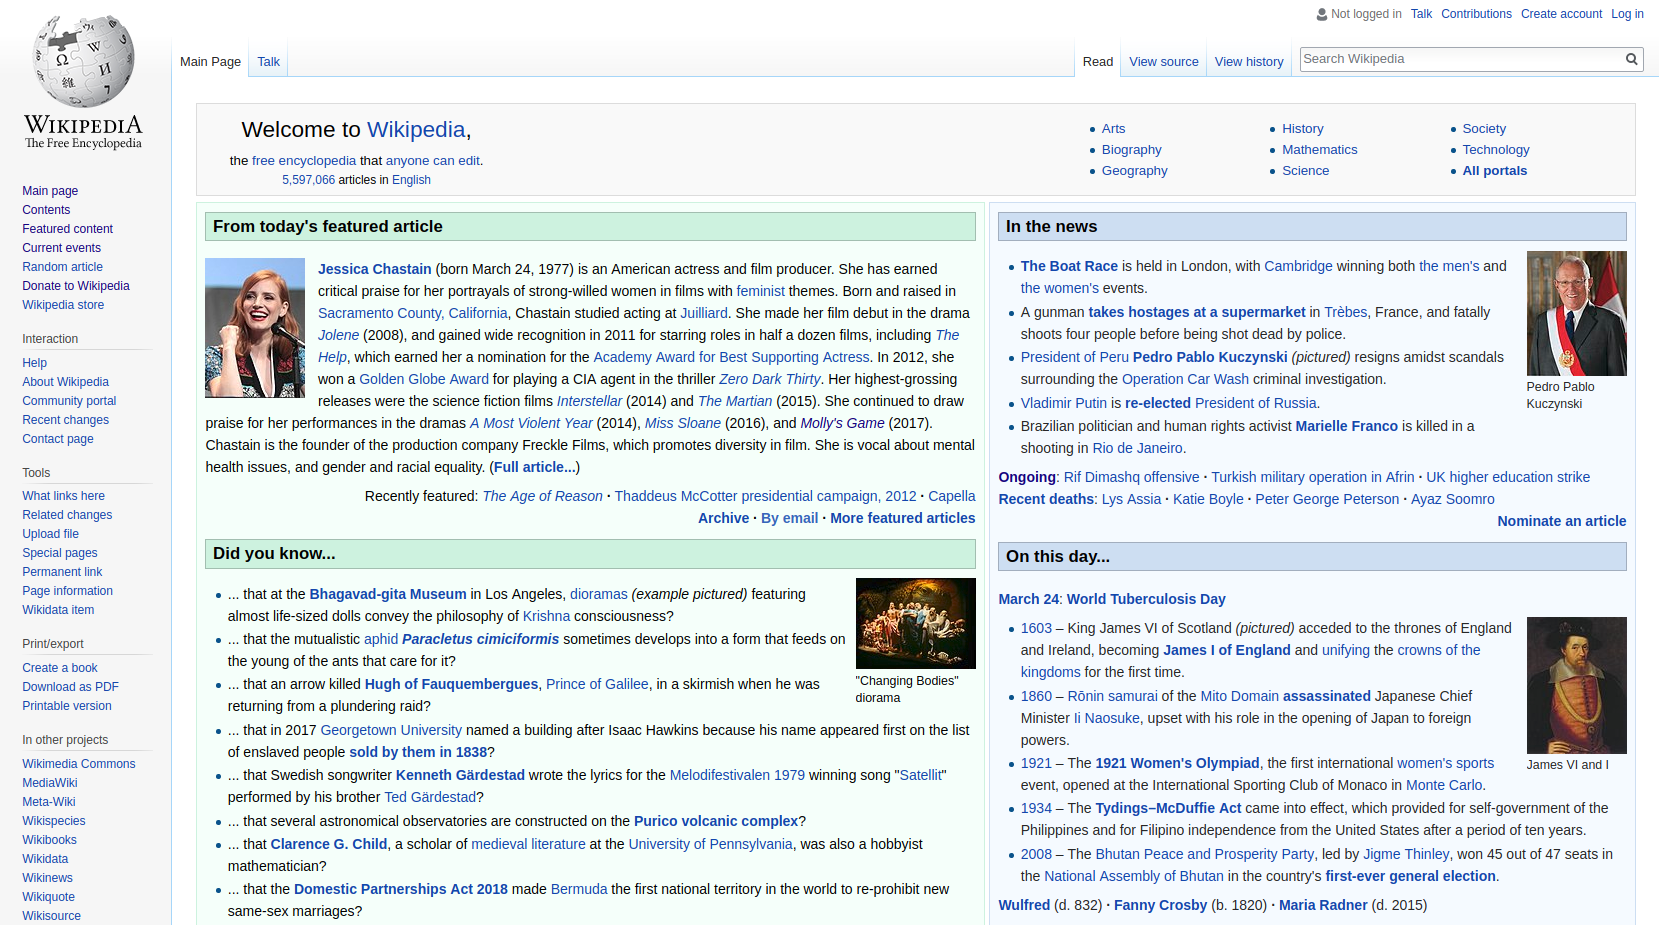 Not logged in Talk Contributions Create account Log in
Main Page Talk Read View source View history Search Wikipedia
WIKIPEDIA
The Free Encyclopedia
Main page
Contents
Featured content
Current events
Random article
Donate to Wikipedia
Wikipedia store
Interaction
Help
About Wikipedia
Community portal
Recent changes
Contact page
Tools
What links here
Related changes
Upload file
Special pages
Permanent link
Page information
Wikidata item
Print/export
Create a book
Download as PDF
Printable version
In other projects
Wikimedia Commons
MediaWiki
Meta-Wiki
Wikispecies
Wikibooks
Wikidata
Wikinews
Wikiquote
Wikisource
Welcome to Wikipedia,
the free encyclopedia that anyone can edit.
5,597,066 articles in English
Arts
Biography
Geography
History
Mathematics
Science
Society
Technology
All portals
From today's featured article
Jessica Chastain (born March 24, 1977) is an American actress and film producer. She has earned
critical praise for her portrayals of strong-willed women in films with feminist themes. Born and raised in
Sacramento County, California, Chastain studied acting at Juilliard. She made her film debut in the drama
Jolene (2008), and gained wide recognition in 2011 for starring roles in half a dozen films, including The
Help, which earned her a nomination for the Academy Award for Best Supporting Actress. In 2012, she
won a Golden Globe Award for playing a CIA agent in the thriller Zero Dark Thirty. Her highest-grossing
releases were the science fiction films Interstellar (2014) and The Martian (2015). She continued to draw
praise for her performances in the dramas A Most Violent Year (2014), Miss Sloane (2016), and Molly's Game (2017).
Chastain is the founder of the production company Freckle Films, which promotes diversity in film. She is vocal about mental
health issues, and gender and racial equality. (Full article...)
Recently featured: The Age of Reason · Thaddeus McCotter presidential campaign, 2012 · Capella
Archive · By email · More featured articles
Did you know...
... that at the Bhagavad-gita Museum in Los Angeles, dioramas (example pictured) featuring
almost life-sized dolls convey the philosophy of Krishna consciousness?
... that the mutualistic aphid Paracletus cimiciformis sometimes develops into a form that feeds on
the young of the ants that care for it?
... that an arrow killed Hugh of Fauquembergues, Prince of Galilee, in a skirmish when he was
returning from a plundering raid?
... that in 2017 Georgetown University named a building after Isaac Hawkins because his name appeared first on the list
of enslaved people sold by them in 1838?
... that Swedish songwriter Kenneth Gärdestad wrote the lyrics for the Melodifestivalen 1979 winning song "Satellit"
performed by his brother Ted Gärdestad?
... that several astronomical observatories are constructed on the Purico volcanic complex?
... that Clarence G. Child, a scholar of medieval literature at the University of Pennsylvania, was also a hobbyist
mathematician?
... that the Domestic Partnerships Act 2018 made Bermuda the first national territory in the world to re-prohibit new
same-sex marriages?
"Changing Bodies"
diorama
In the news
The Boat Race is held in London, with Cambridge winning both the men's and
the women's events.
A gunman takes hostages at a supermarket in Trèbes, France, and fatally
shoots four people before being shot dead by police.
President of Peru Pedro Pablo Kuczynski (pictured) resigns amidst scandals
surrounding the Operation Car Wash criminal investigation.
Vladimir Putin is re-elected President of Russia.
Brazilian politician and human rights activist Marielle Franco is killed in a
shooting in Rio de Janeiro.
Pedro Pablo
Kuczynski
Ongoing: Rif Dimashq offensive · Turkish military operation in Afrin · UK higher education strike
Recent deaths: Lys Assia · Katie Boyle · Peter George Peterson · Ayaz Soomro
Nominate an article
On this day...
March 24: World Tuberculosis Day
1603 – King James VI of Scotland (pictured) acceded to the thrones of England
and Ireland, becoming James I of England and unifying the crowns of the
kingdoms for the first time.
1860 – Rōnin samurai of the Mito Domain assassinated Japanese Chief
Minister Ii Naosuke, upset with his role in the opening of Japan to foreign
powers.
1921 – The 1921 Women's Olympiad, the first international women's sports
event, opened at the International Sporting Club of Monaco in Monte Carlo.
1934 – The Tydings–McDuffie Act came into effect, which provided for self-government of the
Philippines and for Filipino independence from the United States after a period of ten years.
2008 – The Bhutan Peace and Prosperity Party, led by Jigme Thinley, won 45 out of 47 seats in
the National Assembly of Bhutan in the country's first-ever general election.
James VI and I
Wulfred (d. 832) · Fanny Crosby (b. 1820) · Maria Radner (d. 2015)